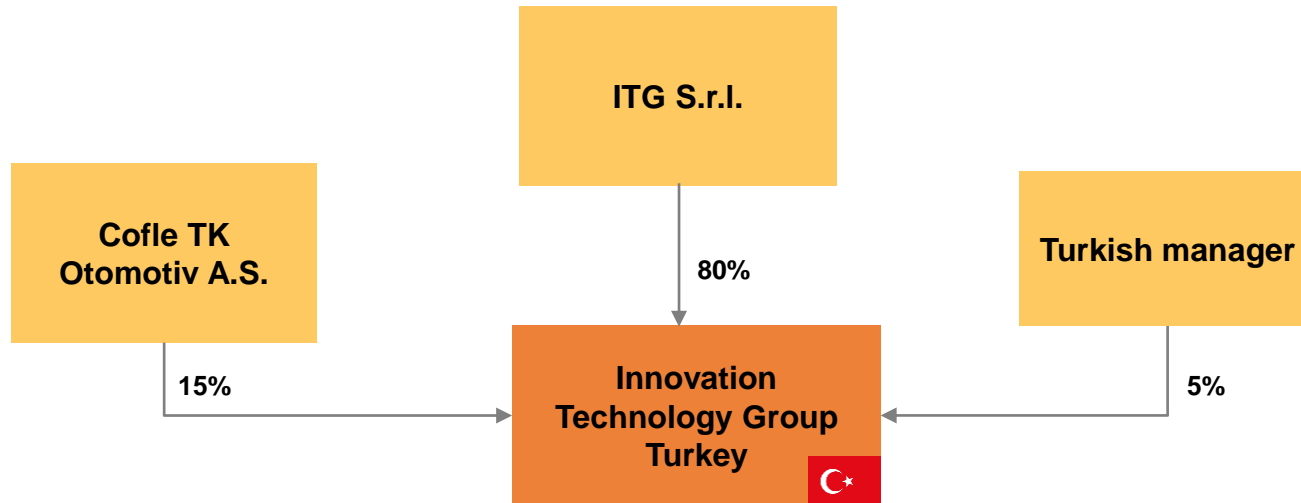 ITG S.r.l.
Cofle TK
Otomotiv A.S.
Turkish manager
80%
15%
5%
Innovation
Technology Group
Turkey